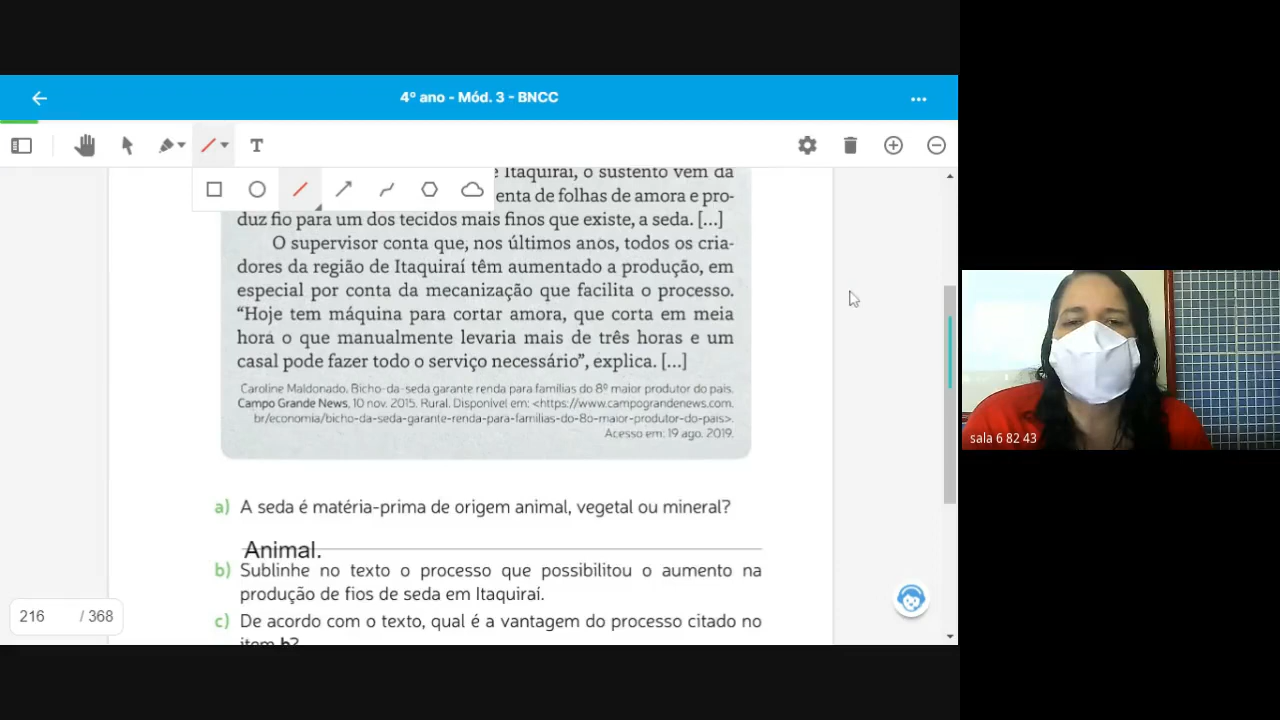 4º ano - Mód. 3 - BNCC
T
e Itaquiraí, o sustento vem da
enta de folhas de amora e pro-
duz fio para um dos tecidos mais finos que existe, a seda. [...]
O supervisor conta que, nos últimos anos, todos os cria-
dores da região de Itaquiraí têm aumentado a produção, em
especial por conta da mecanização que facilita o processo.
“Hoje tem máquina para cortar amora, que corta em meia
hora o que manualmente levaria mais de três horas e um
casal pode fazer todo o serviço necessário”, explica. [...]
Caroline Maldonado. Bicho-da-seda garante renda para famílias do 8º maior produtor do país.
Campo Grande News, 10 nov. 2015. Rural. Disponível em: <https://www.campograndenews.com.
br/economia/bicho-da-seda-garante-renda-para-familias-do-8o-maior-produtor-do-pais>.
Acesso em: 19 ago. 2019.
a) A seda é matéria-prima de origem animal, vegetal ou mineral?
Animal.
b) Sublinhe no texto o processo que possibilitou o aumento na
produção de fios de seda em Itaquiraí.
c) De acordo com o texto, qual é a vantagem do processo citado no
item b?
216 / 368
sala 6 82 43